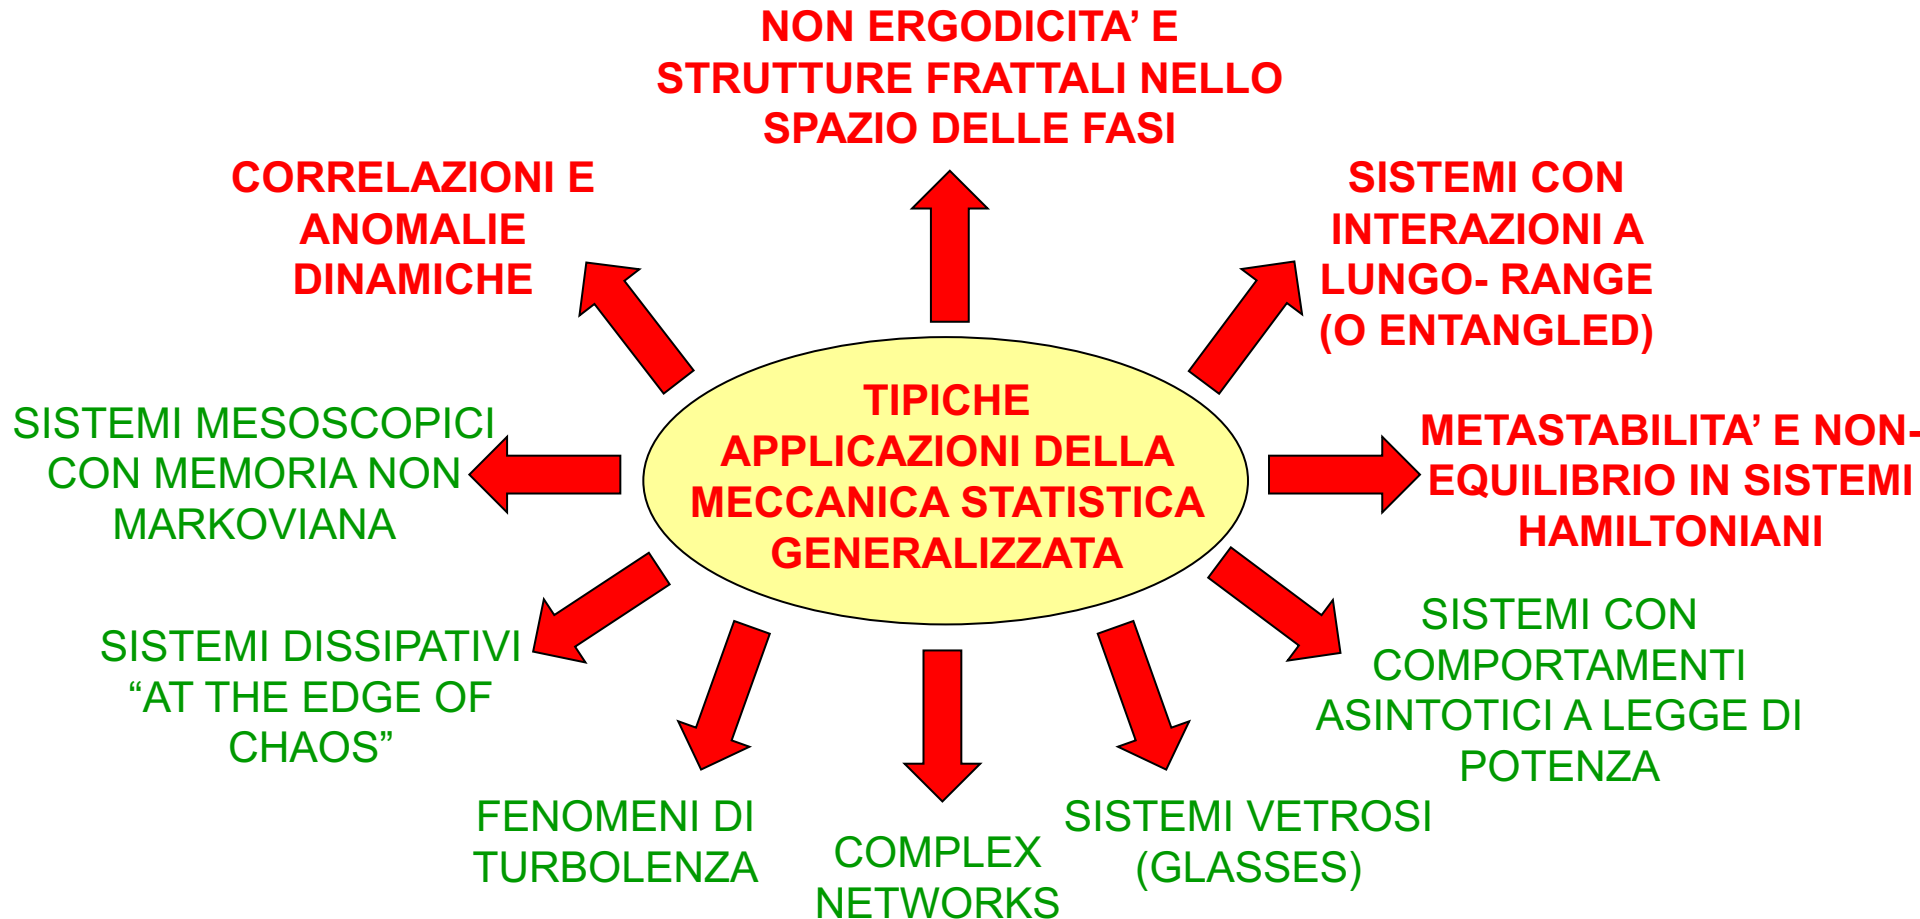 NON ERGODICITA’ E
STRUTTURE FRATTALI NELLO
SPAZIO DELLE FASI
CORRELAZIONI E
ANOMALIE
DINAMICHE
SISTEMI CON
INTERAZIONI A
LUNGO- RANGE
(O ENTANGLED)
TIPICHE
APPLICAZIONI DELLA
MECCANICA STATISTICA
GENERALIZZATA
SISTEMI MESOSCOPICI
CON MEMORIA NON
MARKOVIANA
METASTABILITA’ E NON-
EQUILIBRIO IN SISTEMI
HAMILTONIANI
SISTEMI DISSIPATIVI
“AT THE EDGE OF
CHAOS”
SISTEMI CON
COMPORTAMENTI
ASINTOTICI A LEGGE DI
POTENZA
FENOMENI DI
TURBOLENZA
COMPLEX
NETWORKS
SISTEMI VETROSI
(GLASSES)